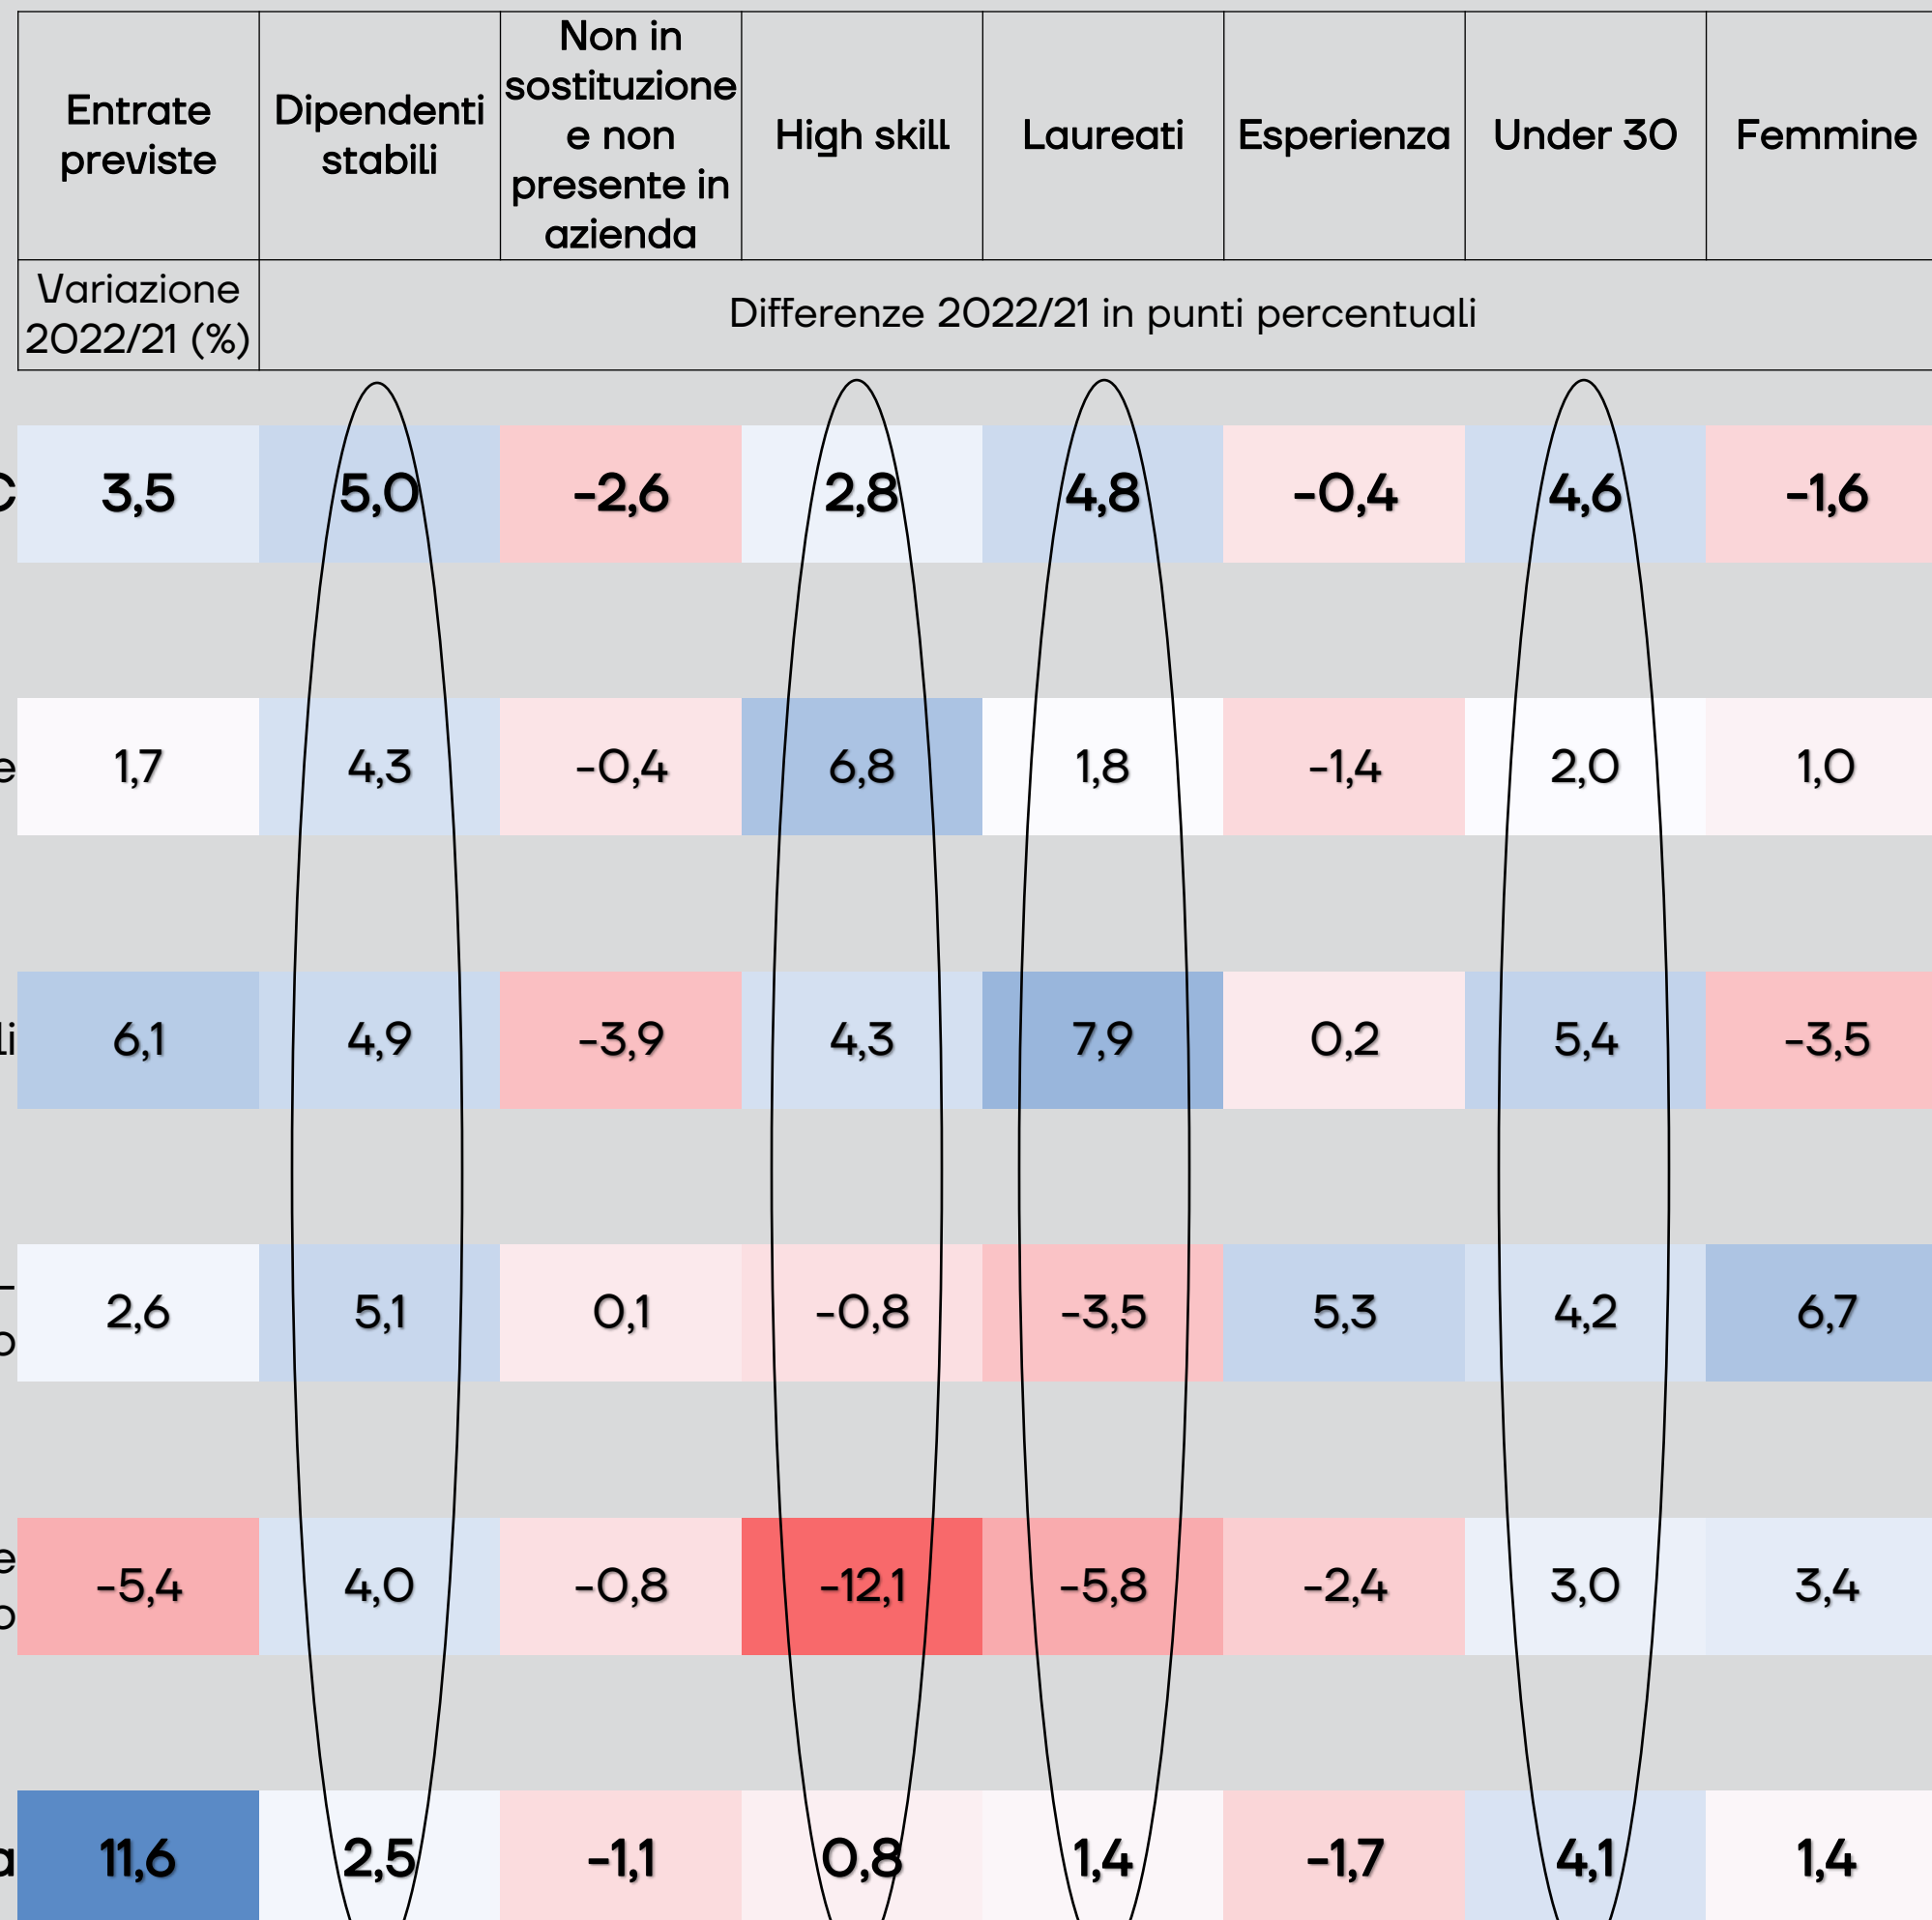 Entrate previste
Dipendenti stabili
Non in sostituzione e non presente in azienda
High skill
Laureati
Esperienza
Under 30
Femmine
Variazione 2022/21 (%)
Differenze 2022/21 in punti percentuali
3,5 5,0 -2,6 2,8 4,8 -0,4 4,6 -1,6
1,7 4,3 -0,4 6,8 1,8 -1,4 2,0 1,0
6,1 4,9 -3,9 4,3 7,9 0,2 5,4 -3,5
2,6 5,1 0,1 -0,8 -3,5 5,3 4,2 6,7
-5,4 4,0 -0,8 -12,1 -5,8 -2,4 3,0 3,4
11,6 2,5 -1,1 0,8 1,4 -1,7 4,1 1,4